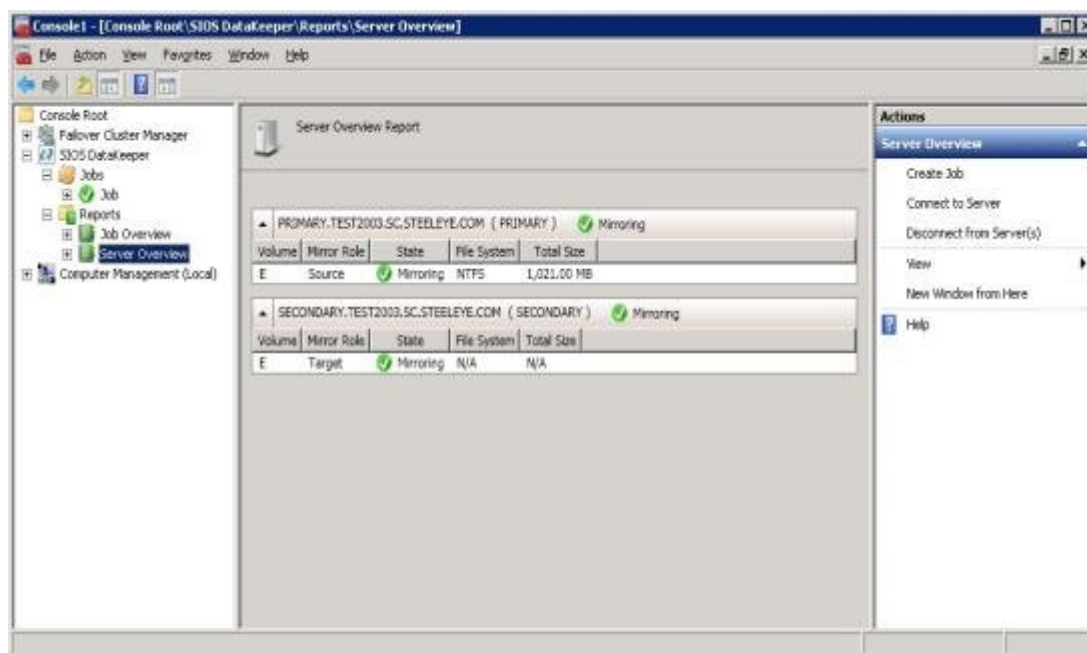 Console1 - [Console Root\SIOS DataKeeper\Reports\Server Overview]
File Action View Favorites Window Help
Console Root
Failover Cluster Manager
SIOS DataKeeper
Jobs
Job
Reports
Job Overview
Server Overview
Computer Management (Local)
Server Overview Report
PRIMARY.TEST2003.SC.STEELEYE.COM ( PRIMARY ) Mirroring
Volume Mirror Role State File System Total Size
E Source Mirroring NTFS 1,021.00 MB
SECONDARY.TEST2003.SC.STEELEYE.COM ( SECONDARY ) Mirroring
Volume Mirror Role State File System Total Size
E Target Mirroring N/A N/A
Actions
Server Overview
Create Job
Connect to Server
Disconnect from Server(s)
View
New Window from Here
Help